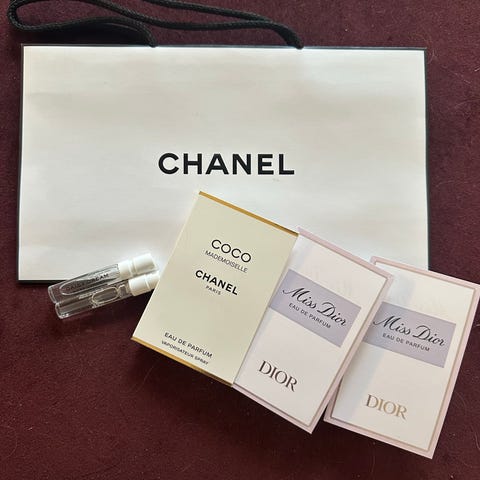 CHANEL
COCO
MADEMOISELLE
CHANEL
PARIS
EAU DE PARFUM
VAPORISATEUR SPRAY
Miss Dior
EAU DE PARFUM
DIOR
Miss Dior
EAU DE PARFUM
DIOR